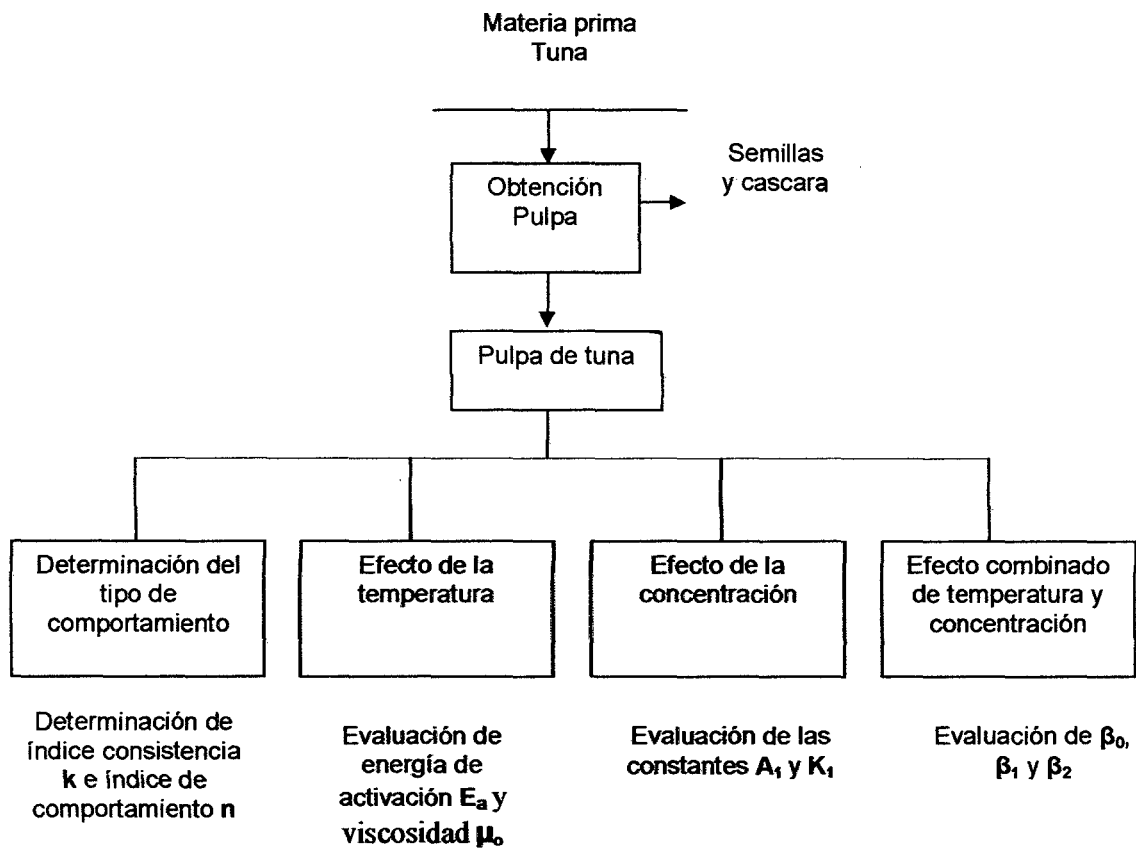 Materia prima
Tuna
Semillas
y cascara
Obtención
Pulpa
Pulpa de tuna
Determinación del
tipo de
comportamiento
Efecto de la
temperatura
Efecto de la
concentración
Efecto combinado
de temperatura y
concentración
Determinación de
índice consistencia
k e índice de
comportamiento n
Evaluación de
energía de
activación Eₐ y
viscosidad μₒ
Evaluación de las
constantes A₁ y K₁
Evaluación de β₀,
β₁ y β₂